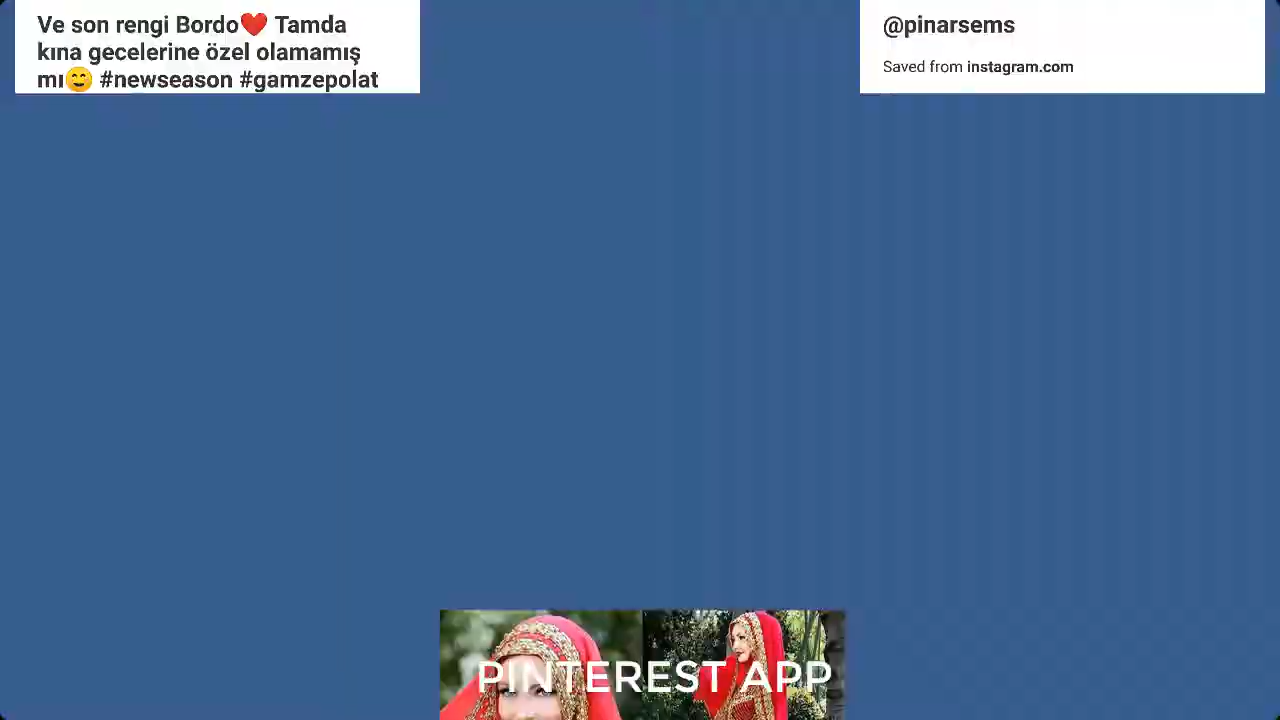 Ve son rengi Bordo❤️ Tamda
kına gecelerine özel olamamış
mı😊 #newseason #gamzepolat
@pinarsems
Saved from instagram.com
PINTEREST APP